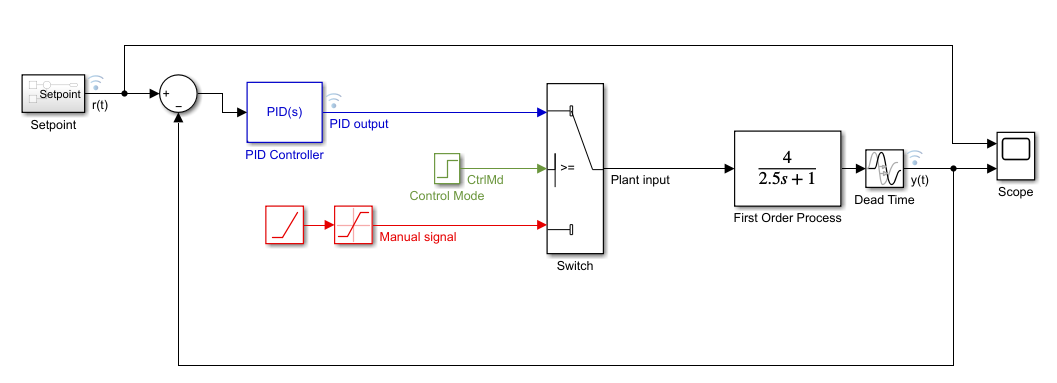 Setpoint
r(t)
Setpoint
+
−
PID(s)
PID output
PID Controller
CtrlMd
Control Mode
Manual signal
>=
Switch
Plant input
4
2.5s + 1
First Order Process
Dead Time
y(t)
Scope